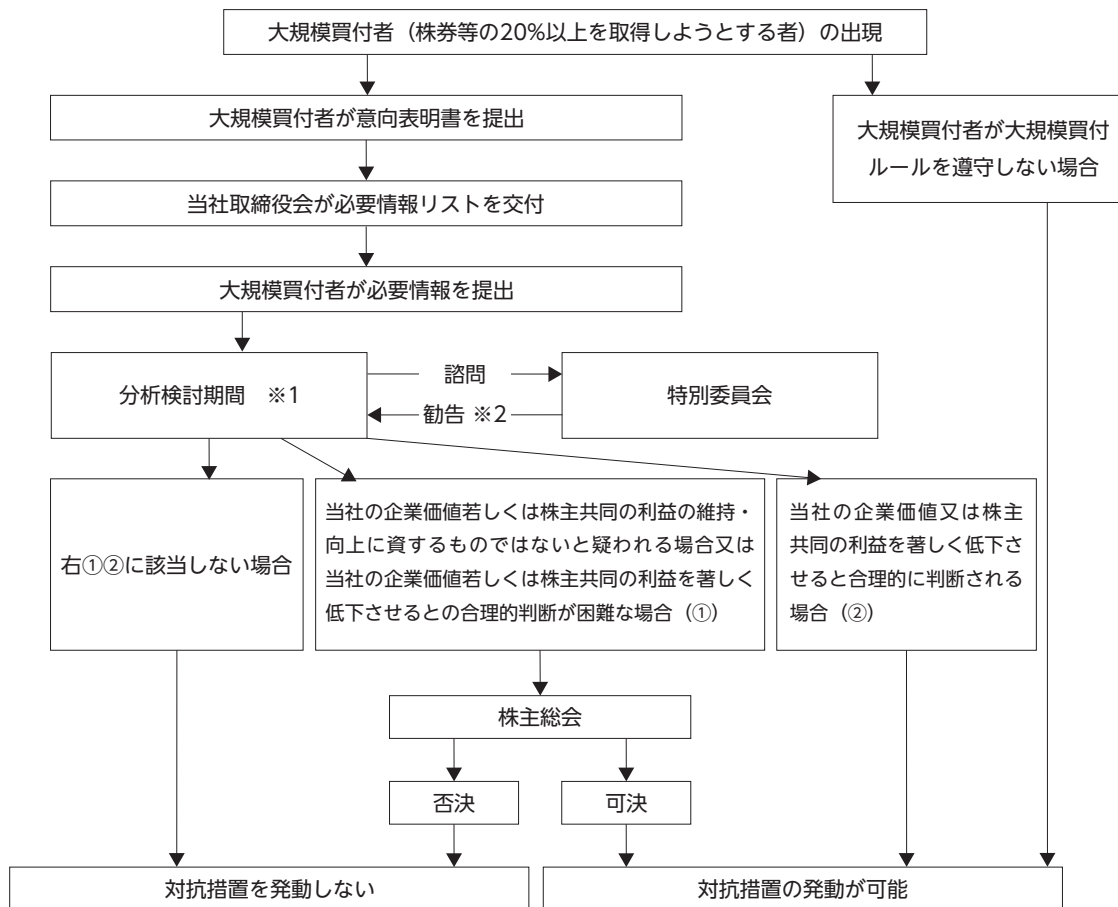 大規模買付者（株券等の20%以上を取得しようとする者）の出現
大規模買付者が意向表明書を提出
大規模買付者が大規模買付
ルールを遵守しない場合
当社取締役会が必要情報リストを交付
大規模買付者が必要情報を提出
分析検討期間　※1
諮問
勧告 ※2
特別委員会
右①②に該当しない場合
当社の企業価値若しくは株主共同の利益の維持・
向上に資するものではないと疑われる場合又は
当社の企業価値若しくは株主共同の利益を著しく
低下させるとの合理的判断が困難な場合（①）
当社の企業価値又は株主
共同の利益を著しく低下さ
せると合理的に判断される
場合（②）
株主総会
否決
可決
対抗措置を発動しない
対抗措置の発動が可能